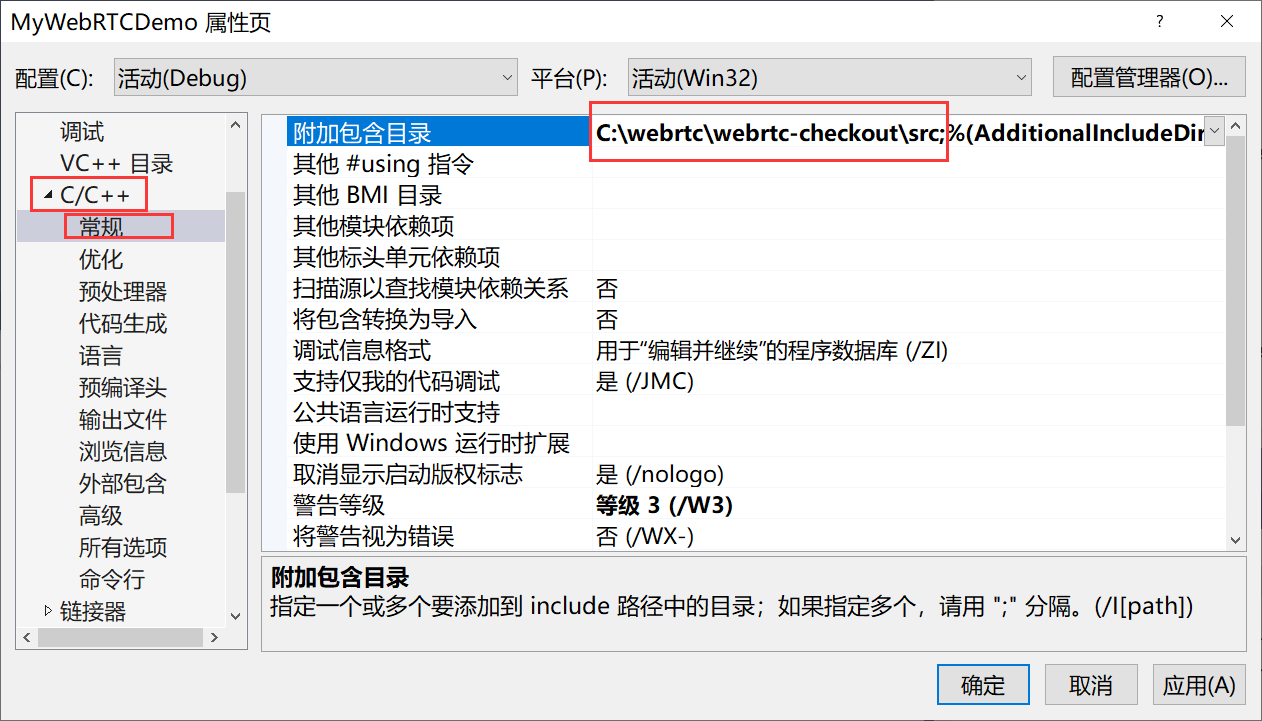 MyWebRTCDemo 属性页
?
配置(C): 活动(Debug) 平台(P): 活动(Win32) 配置管理器(O)...
调试
VC++ 目录
C/C++
常规
优化
预处理器
代码生成
语言
预编译头
输出文件
浏览信息
外部包含
高级
所有选项
命令行
链接器
附加包含目录 C:\webrtc\webrtc-checkout\src;%(AdditionalIncludeDir
其他 #using 指令
其他 BMI 目录
其他模块依赖项
其他标头单元依赖项
扫描源以查找模块依赖关系 否
将包含转换为导入 否
调试信息格式 用于“编辑并继续”的程序数据库 (/ZI)
支持仅我的代码调试 是 (/JMC)
公共语言运行时支持
使用 Windows 运行时扩展
取消显示启动版权标志 是 (/nologo)
警告等级 等级 3 (/W3)
将警告视为错误 否 (/WX-)
附加包含目录
指定一个或多个要添加到 include 路径中的目录；如果指定多个，请用 ";" 分隔。(/I[path])
确定 取消 应用(A)